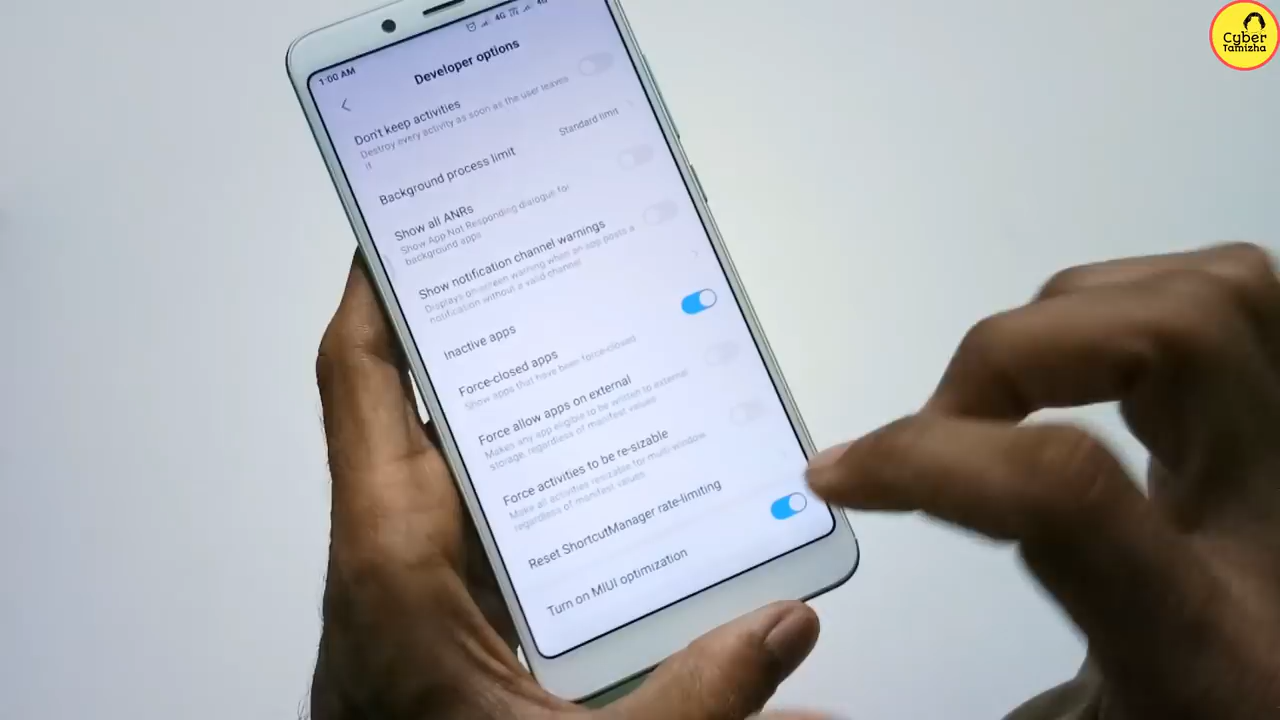 Cyber
Tamizha
4G
4G
1:00 AM
Developer options
Don't keep activities
Destroy every activity as soon as the user leaves
it
Background process limit
Standard limit
Show all ANRs
Show App Not Responding dialogue for
background apps
Show notification channel warnings
Displays onscreen warning when an app posts a
notification without a valid channel
Inactive apps
Force-closed apps
Show apps that have been force-closed
Force allow apps on external
Makes any app eligible to be written to external
storage, regardless of manifest values
Force activities to be re-sizable
Make all activities resizable for multi-window
regardless of manifest values
Reset ShortcutManager rate-limiting
Turn on MIUI optimization